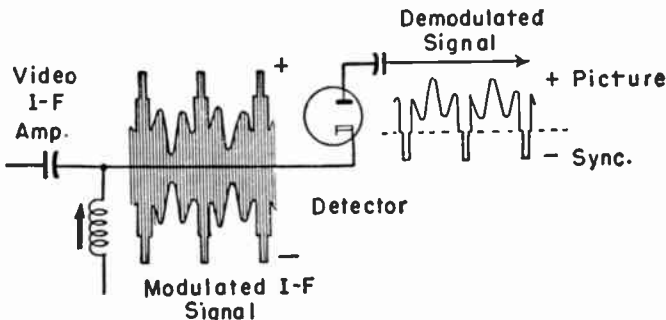 Demodulated
Signal
Video
I-F
Amp.
+
+ Picture
- Sync.
Detector
-
Modulated I-F
Signal